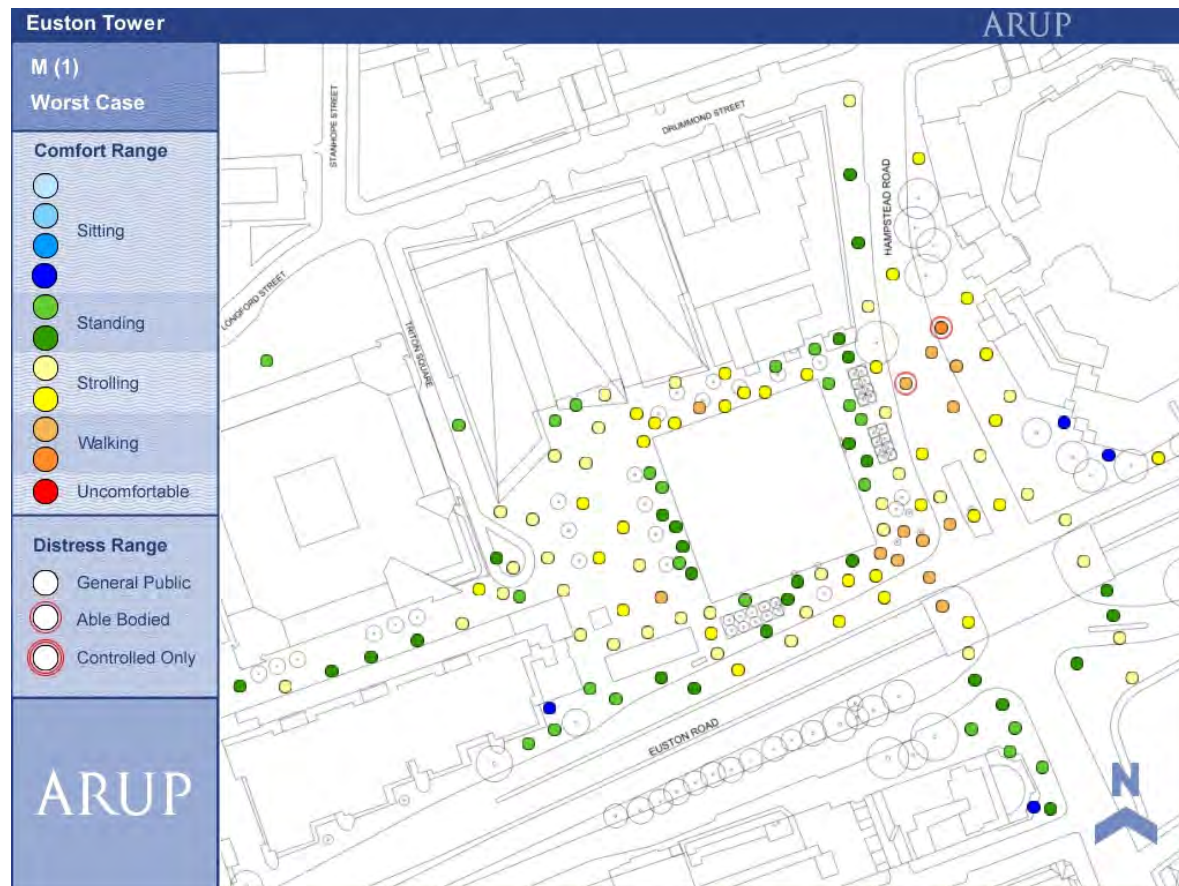 Euston Tower
ARUP
M (1)
Worst Case
Comfort Range
Sitting
Standing
Strolling
Walking
Uncomfortable
Distress Range
General Public
Able Bodied
Controlled Only
ARUP
STANHOPE STREET
DRUMMOND STREET
HAMPSTEAD ROAD
LONGFORD STREET
TRITON SQUARE
EUSTON ROAD
N